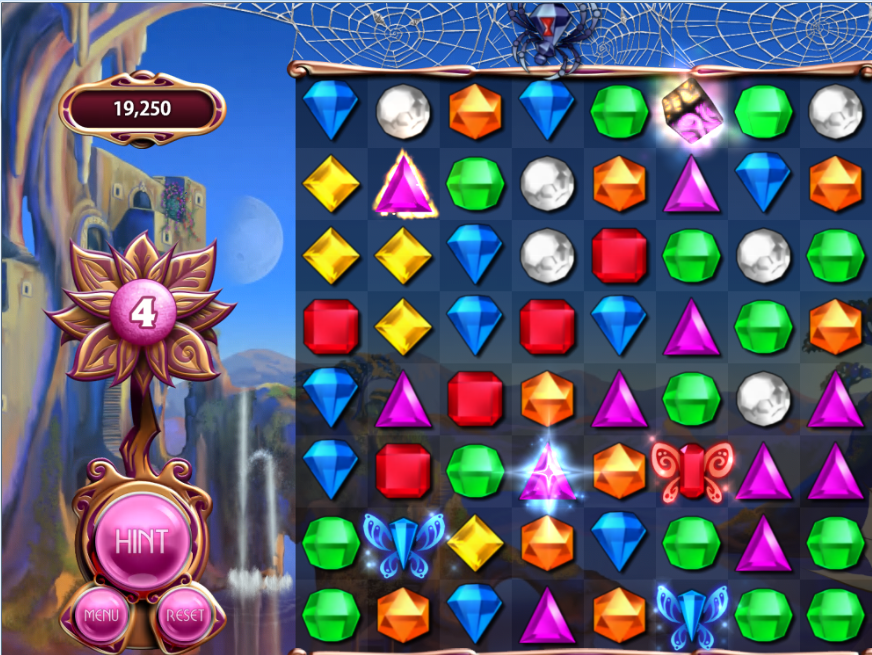 19,250
4
HINT
MENU
RESET